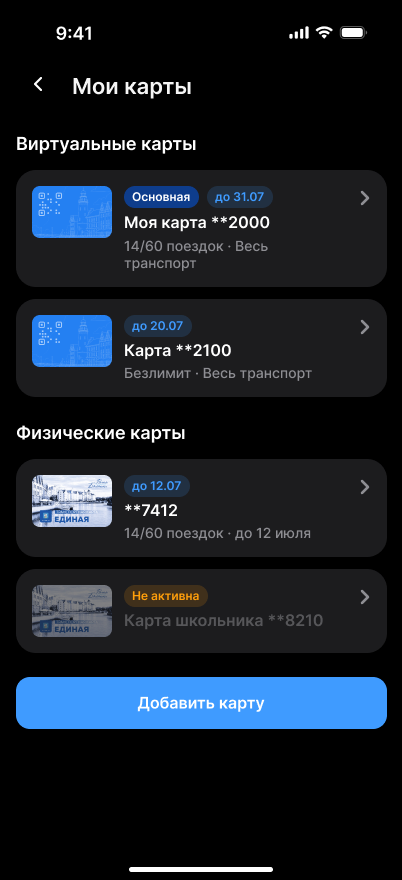 9:41
Мои карты
Виртуальные карты
Основная
до 31.07
Моя карта **2000
14/60 поездок · Весь
транспорт
до 20.07
Карта **2100
Безлимит · Весь транспорт
Физические карты
ЕДИНАЯ
до 12.07
**7412
14/60 поездок · до 12 июля
ЕДИНАЯ
Не активна
Карта школьника **8210
Добавить карту